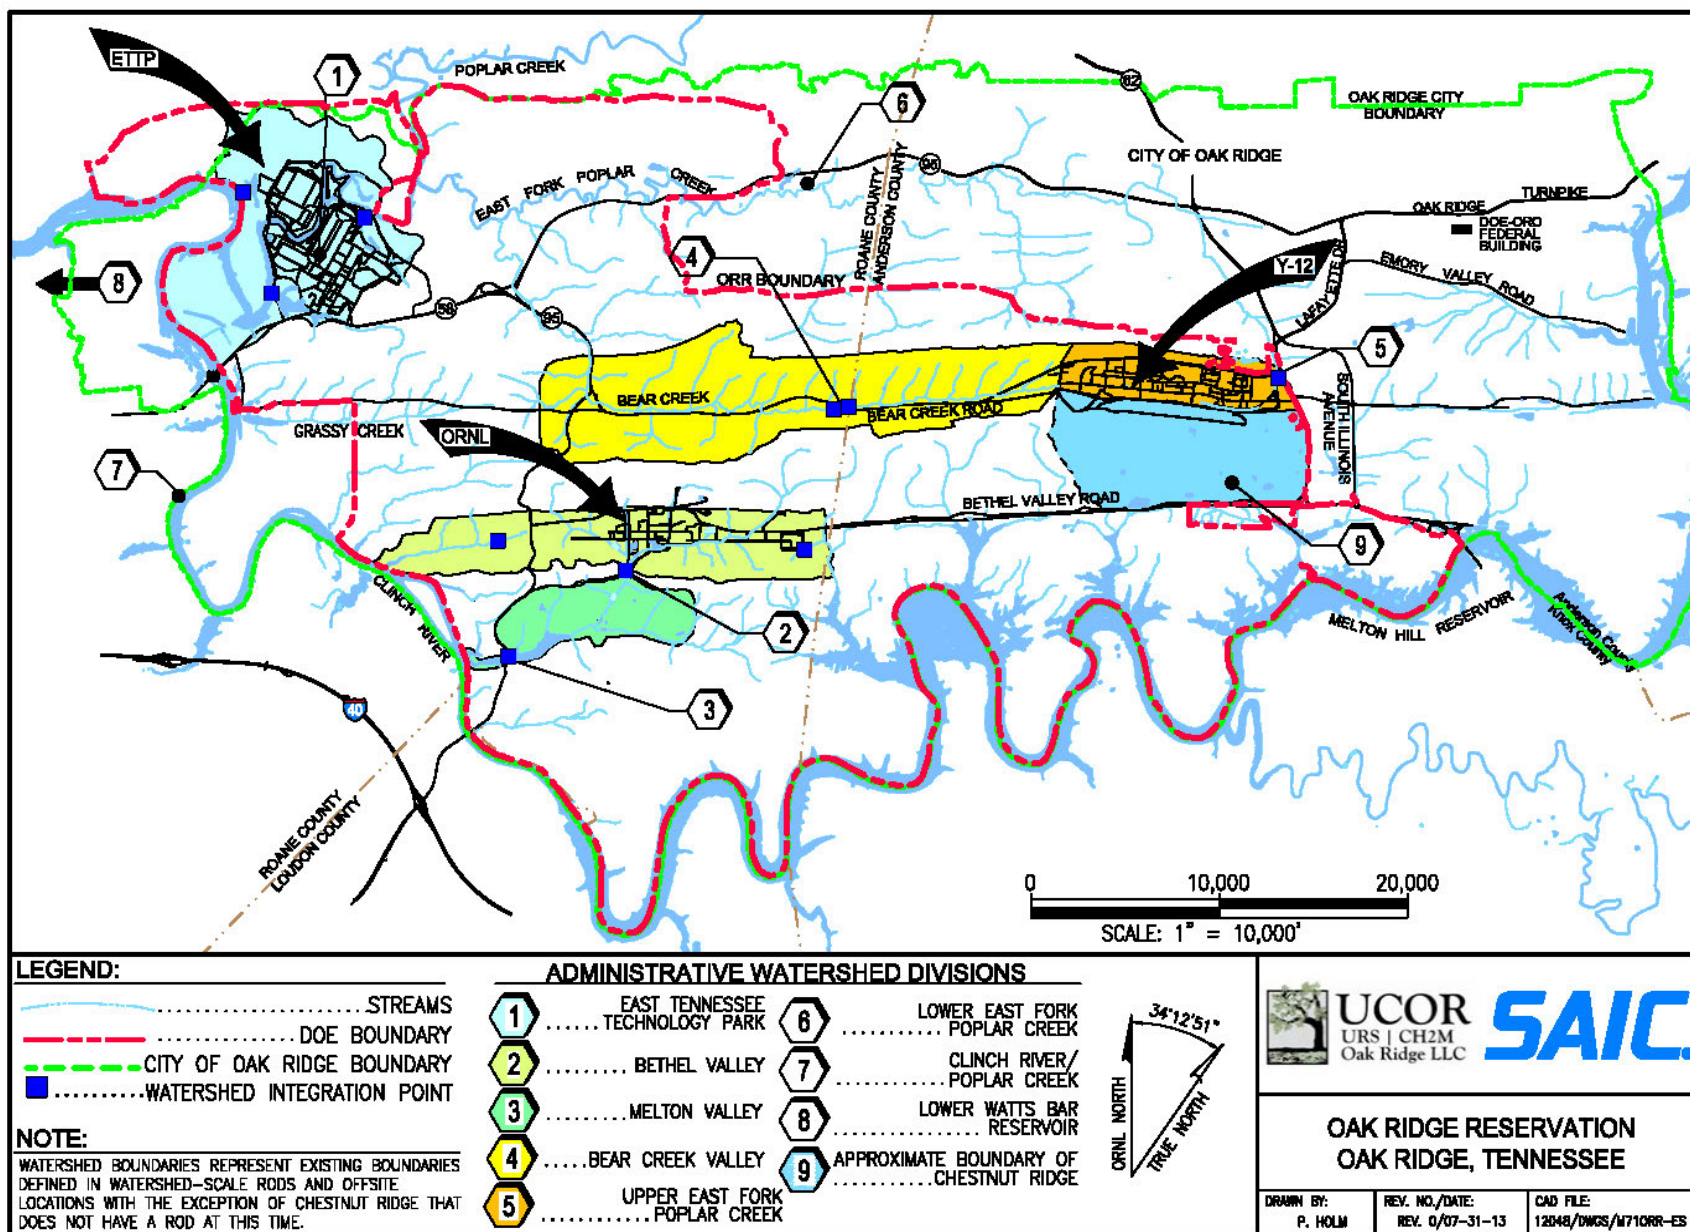 ETTP
1
POPLAR CREEK
6
62
OAK RIDGE CITY
BOUNDARY
CITY OF OAK RIDGE
95
EAST FORK POPLAR CREEK
ROANE COUNTY
ANDERSON COUNTY
OAK RIDGE TURNPIKE
DOE-ORO
FEDERAL
BUILDING
4
ORR BOUNDARY
Y-12
LAFAYETTE DR
EMORY VALLEY ROAD
8
58
95
5
BEAR CREEK
BEAR CREEK ROAD
SOUTH ILLINOIS
AVENUE
GRASSY CREEK
ORNL
7
BETHEL VALLEY ROAD
9
CLINCH RIVER
2
MELTON HILL RESERVOIR
Anderson County
Knox County
3
40
ROANE COUNTY
LOUDON COUNTY
0 10,000 20,000
SCALE: 1" = 10,000'
LEGEND:
STREAMS
DOE BOUNDARY
CITY OF OAK RIDGE BOUNDARY
WATERSHED INTEGRATION POINT
NOTE:
WATERSHED BOUNDARIES REPRESENT EXISTING BOUNDARIES
DEFINED IN WATERSHED-SCALE RODS AND OFFSITE
LOCATIONS WITH THE EXCEPTION OF CHESTNUT RIDGE THAT
DOES NOT HAVE A ROD AT THIS TIME.
ADMINISTRATIVE WATERSHED DIVISIONS
1 EAST TENNESSEE
TECHNOLOGY PARK
2 BETHEL VALLEY
3 MELTON VALLEY
4 BEAR CREEK VALLEY
5 UPPER EAST FORK
POPLAR CREEK
6 LOWER EAST FORK
POPLAR CREEK
7 CLINCH RIVER/
POPLAR CREEK
8 LOWER WATTS BAR
RESERVOIR
9 APPROXIMATE BOUNDARY OF
CHESTNUT RIDGE
34°12'51"
ORNL NORTH
TRUE NORTH
UCOR
URS | CH2M
Oak Ridge LLC
SAIC.
OAK RIDGE RESERVATION
OAK RIDGE, TENNESSEE
DRAWN BY:
P. HOLM
REV. NO./DATE:
REV. 0/07-31-13
CAD FILE:
12048/DWGS/M71ORR-ES